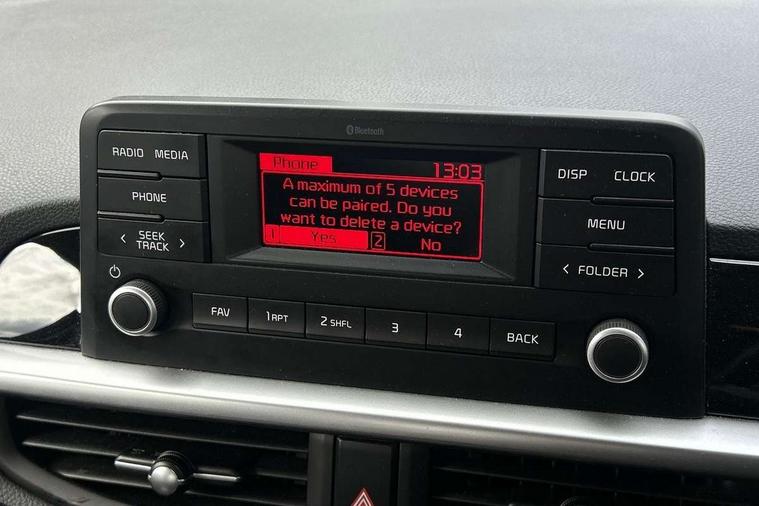 Bluetooth
RADIO MEDIA
PHONE
< SEEK TRACK >
Phone 13:03
A maximum of 5 devices
can be paired. Do you
want to delete a device?
1 Yes 2 No
DISP CLOCK
MENU
< FOLDER >
FAV 1 RPT 2 SHFL 3 4 BACK